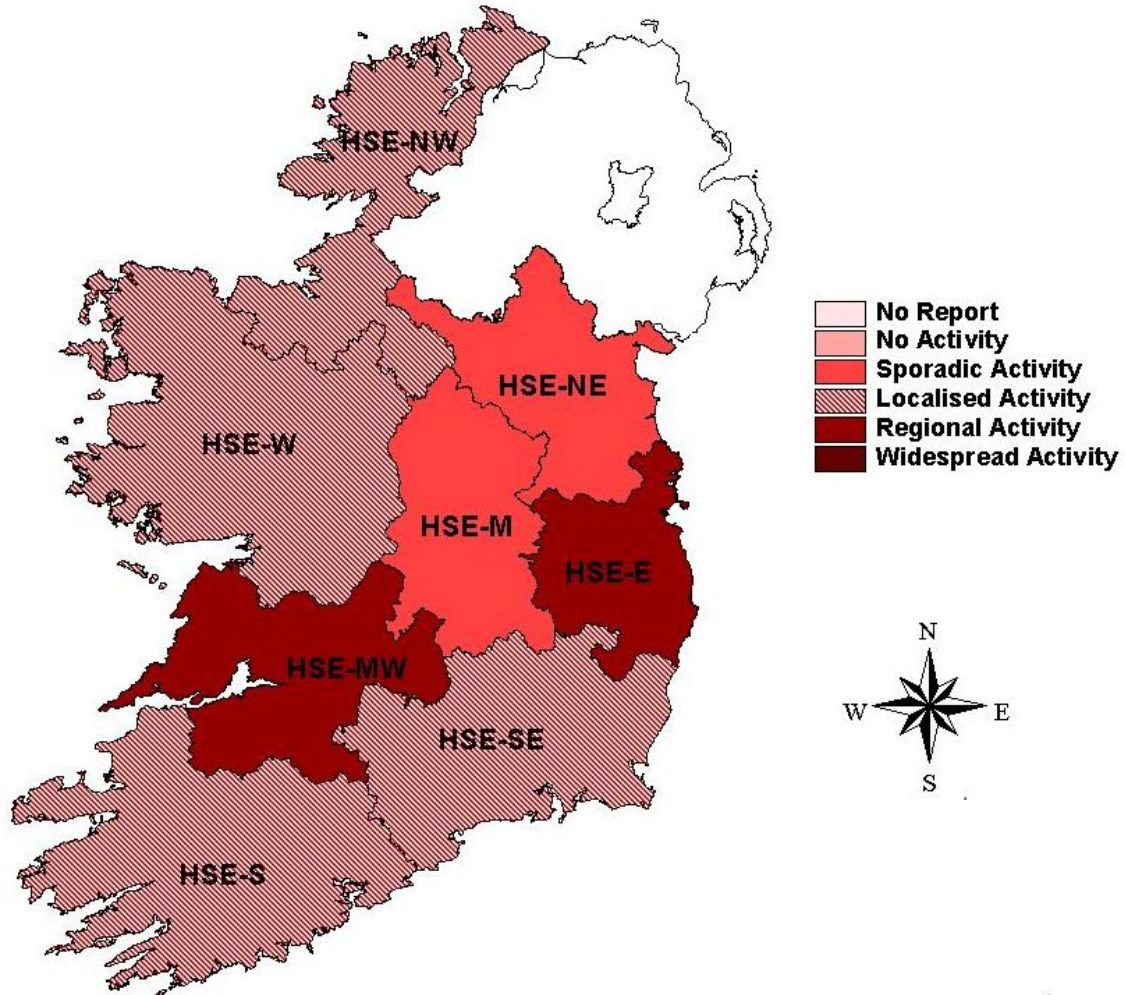 HSE-NW
No Report
No Activity
Sporadic Activity
Localised Activity
Regional Activity
Widespread Activity
HSE-NE
HSE-W
HSE-M
HSE-E
HSE-MW
HSE-SE
HSE-S
N
W
E
S